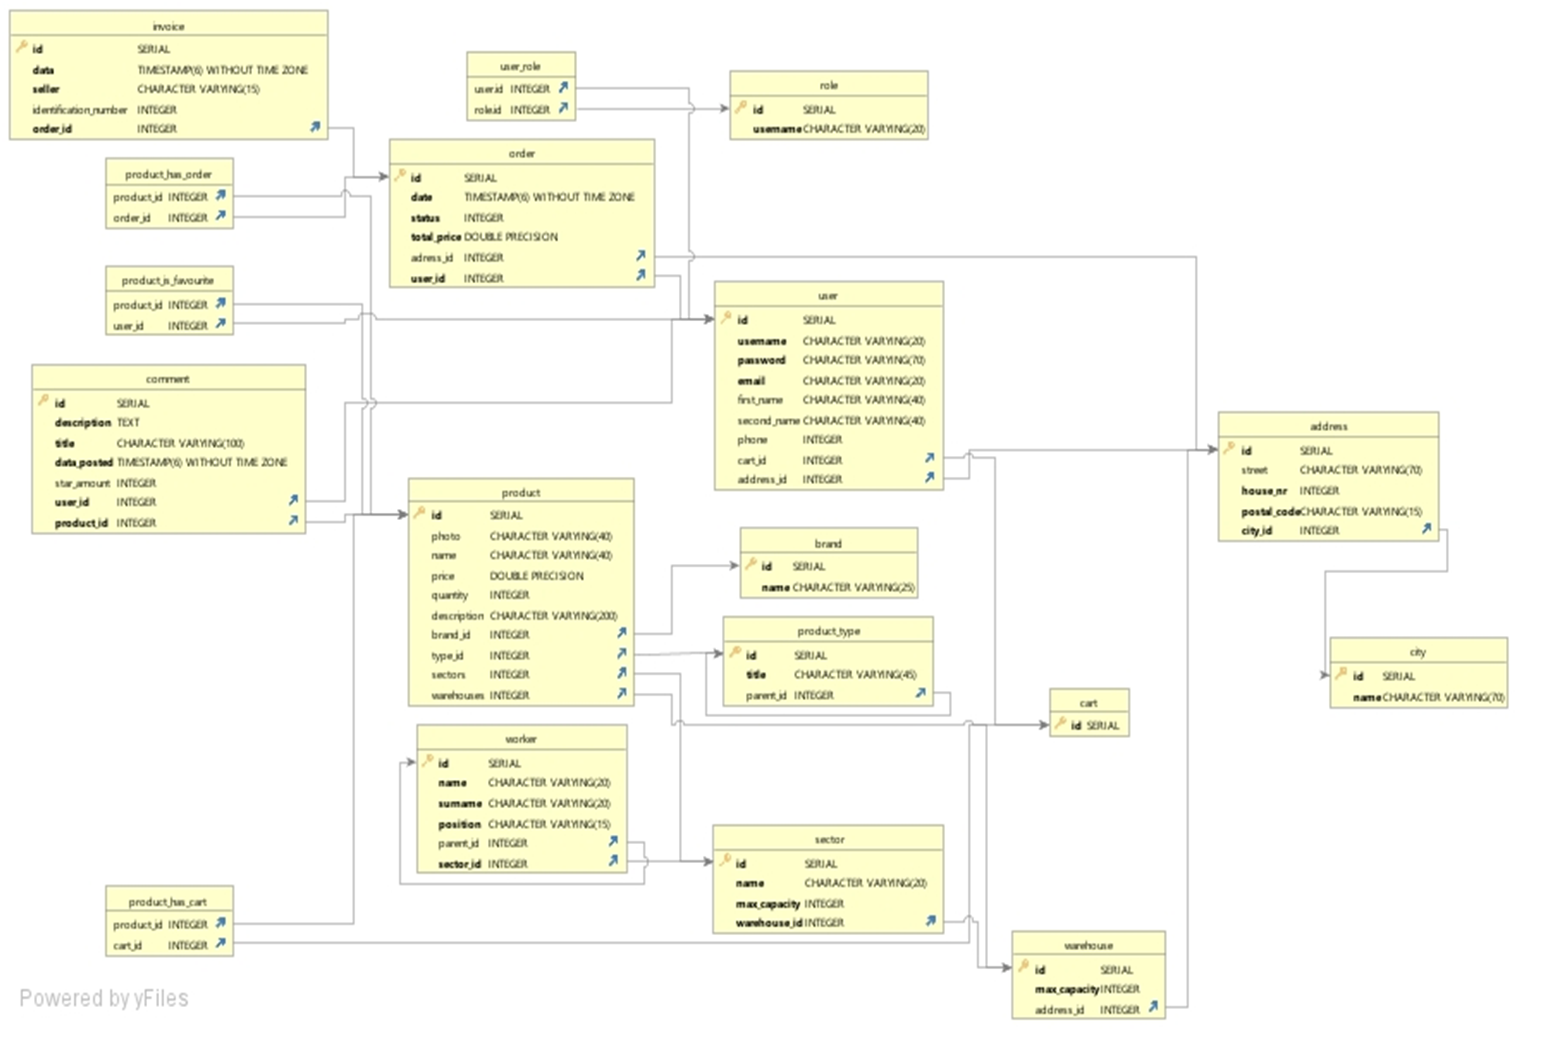 invoice
id SERIAL
data TIMESTAMP(6) WITHOUT TIME ZONE
seller CHARACTER VARYING(15)
identification_number INTEGER
order_id INTEGER
user_role
user.id INTEGER
role.id INTEGER
role
id SERIAL
username CHARACTER VARYING(20)
product_has_order
product_id INTEGER
order_id INTEGER
order
id SERIAL
date TIMESTAMP(6) WITHOUT TIME ZONE
status INTEGER
total_price DOUBLE PRECISION
adress_id INTEGER
user_id INTEGER
product_is_favourite
product_id INTEGER
user_id INTEGER
user
id SERIAL
username CHARACTER VARYING(20)
password CHARACTER VARYING(70)
email CHARACTER VARYING(20)
first_name CHARACTER VARYING(40)
second_name CHARACTER VARYING(40)
phone INTEGER
cart_id INTEGER
address_id INTEGER
comment
id SERIAL
description TEXT
title CHARACTER VARYING(100)
data_posted TIMESTAMP(6) WITHOUT TIME ZONE
star_amount INTEGER
user_id INTEGER
product_id INTEGER
address
id SERIAL
street CHARACTER VARYING(70)
house_nr INTEGER
postal_code CHARACTER VARYING(15)
city_id INTEGER
product
id SERIAL
photo CHARACTER VARYING(40)
name CHARACTER VARYING(40)
price DOUBLE PRECISION
quantity INTEGER
description CHARACTER VARYING(200)
brand_id INTEGER
type_id INTEGER
sectors INTEGER
warehouses INTEGER
brand
id SERIAL
name CHARACTER VARYING(25)
product_type
id SERIAL
title CHARACTER VARYING(45)
parent_id INTEGER
city
id SERIAL
name CHARACTER VARYING(70)
cart
id SERIAL
worker
id SERIAL
name CHARACTER VARYING(20)
surname CHARACTER VARYING(20)
position CHARACTER VARYING(15)
parent_id INTEGER
sector_id INTEGER
sector
id SERIAL
name CHARACTER VARYING(20)
max_capacity INTEGER
warehouse_id INTEGER
product_has_cart
product_id INTEGER
cart_id INTEGER
warehouse
id SERIAL
max_capacity INTEGER
address_id INTEGER
Powered by yFiles